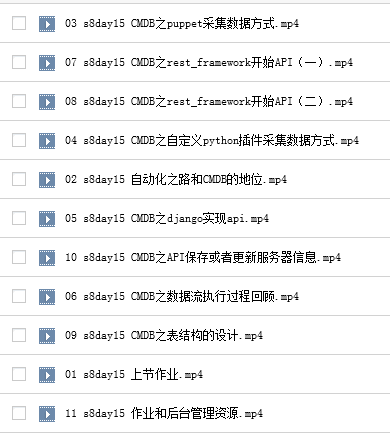 03 s8day15 CMDB之puppet采集数据方式.mp4
07 s8day15 CMDB之rest_framework开始API（一）.mp4
08 s8day15 CMDB之rest_framework开始API（二）.mp4
04 s8day15 CMDB之自定义python插件采集数据方式.mp4
02 s8day15 自动化之路和CMDB的地位.mp4
05 s8day15 CMDB之django实现api.mp4
10 s8day15 CMDB之API保存或者更新服务器信息.mp4
06 s8day15 CMDB之数据流执行过程回顾.mp4
09 s8day15 CMDB之表结构的设计.mp4
01 s8day15 上节作业.mp4
11 s8day15 作业和后台管理资源.mp4